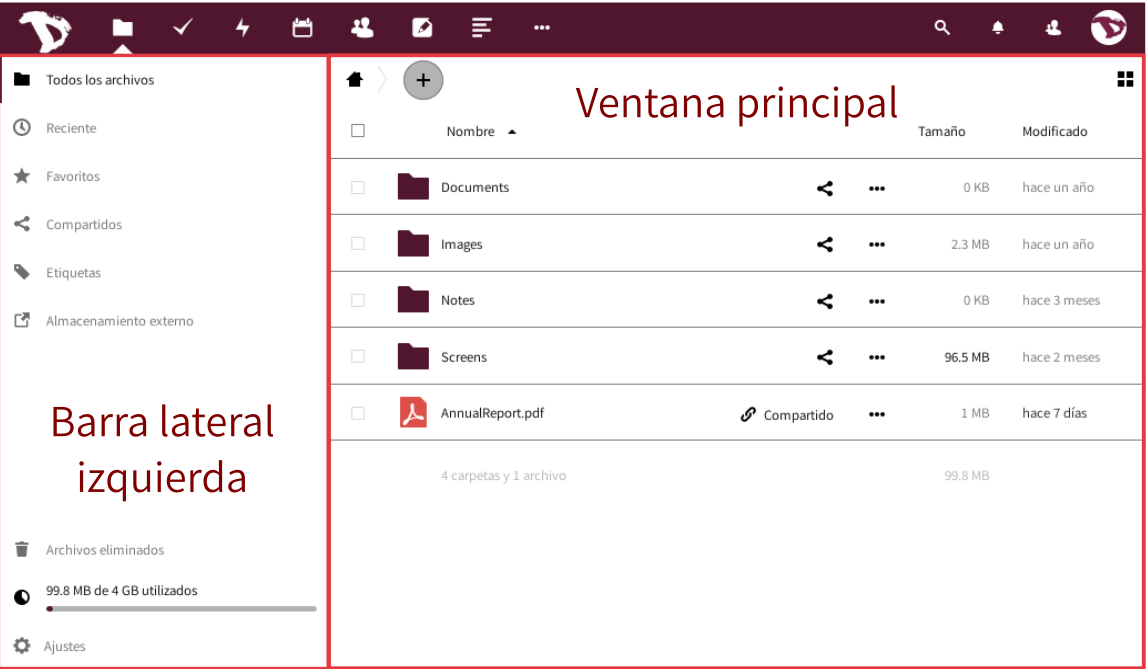 Todos los archivos
Reciente
Favoritos
Compartidos
Etiquetas
Almacenamiento externo
Barra lateral
izquierda
Archivos eliminados
99.8 MB de 4 GB utilizados
Ajustes
Ventana principal
Nombre Tamaño Modificado
Documents 0 KB hace un año
Images 2.3 MB hace un año
Notes 0 KB hace 3 meses
Screens 96.5 MB hace 2 meses
AnnualReport.pdf Compartido 1 MB hace 7 días
4 carpetas y 1 archivo 99.8 MB